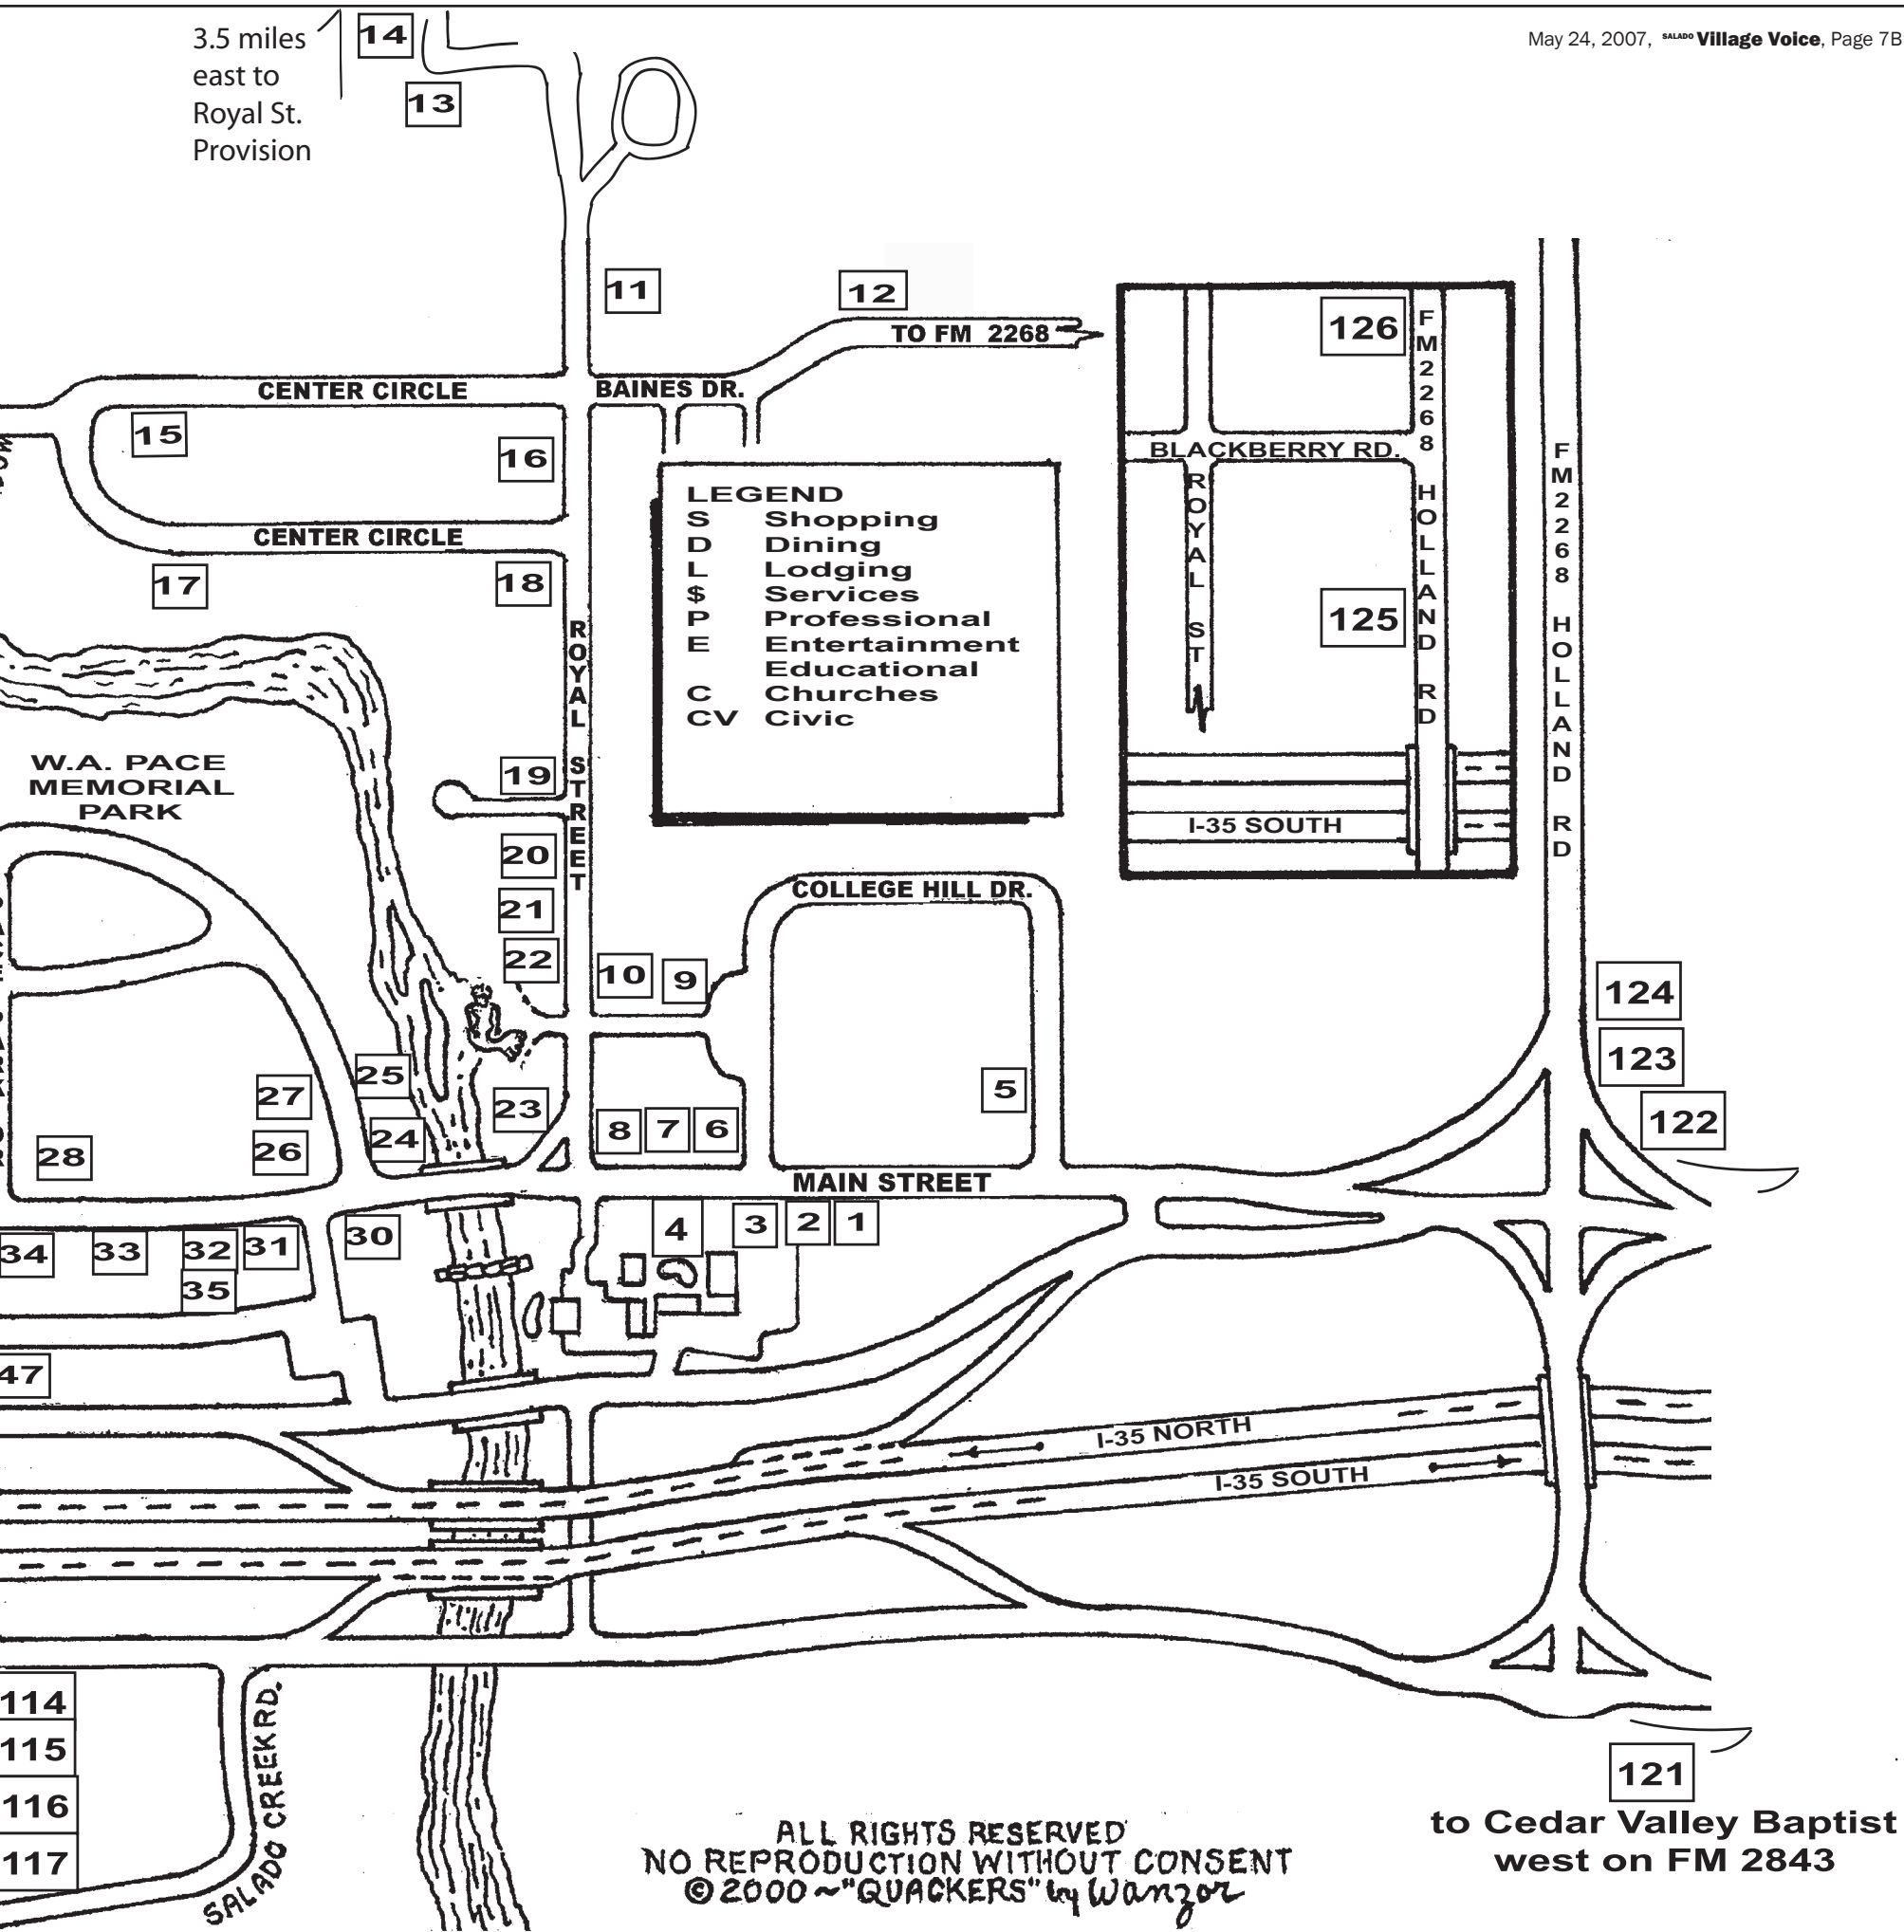 May 24, 2007, SALADO Village Voice, Page 7B
3.5 miles
east to
Royal St.
Provision
14
13
11
12
TO FM 2268
CENTER CIRCLE
BAINES DR.
15
16
CENTER CIRCLE
17
18
ROYAL STREET
LEGEND
S Shopping
D Dining
L Lodging
$ Services
P Professional
E Entertainment
Educational
C Churches
CV Civic
126
FM2268 HOLLAND RD
BLACKBERRY RD.
ROYAL ST
125
I-35 SOUTH
FM2268 HOLLAND RD
W.A. PACE
MEMORIAL
PARK
19
20
21
22
10
9
COLLEGE HILL DR.
124
123
122
25
27
23
5
24
26
28
8
7
6
MAIN STREET
34
33
32
31
30
35
4
3
2
1
47
I-35 NORTH
I-35 SOUTH
114
115
116
117
SALADO CREEK RD.
121
to Cedar Valley Baptist
west on FM 2843
ALL RIGHTS RESERVED
NO REPRODUCTION WITHOUT CONSENT
© 2000 ~ "QUACKERS" by Wanzor